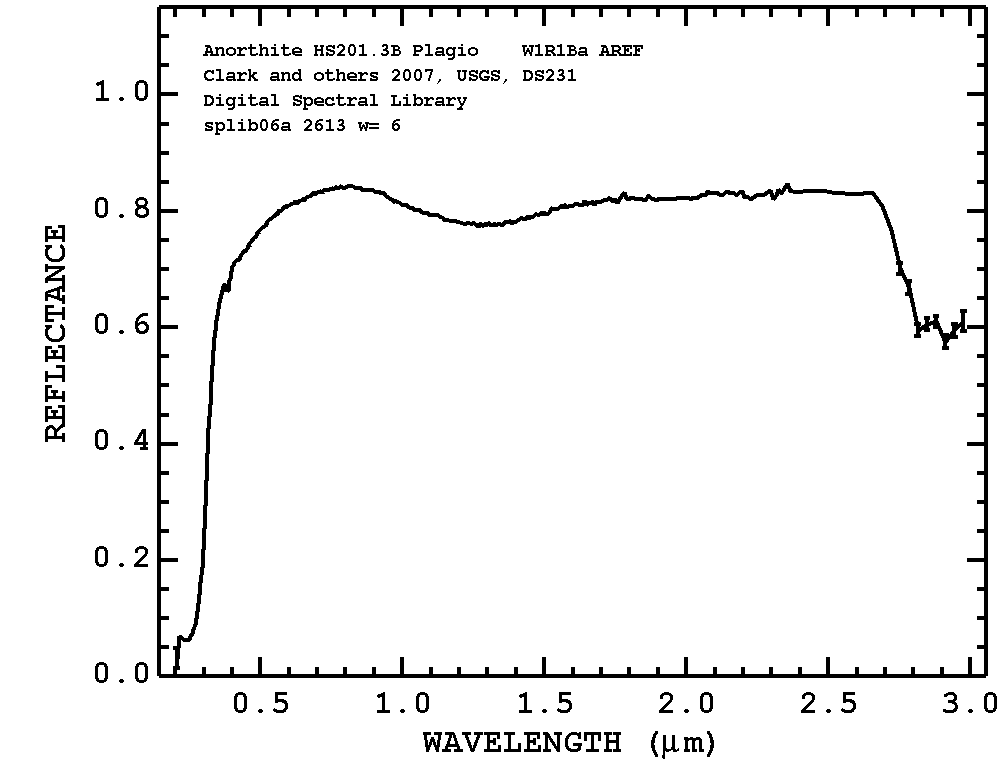 Anorthite HS201.3B Plagio W1R1Ba AREF
Clark and others 2007, USGS, DS231
Digital Spectral Library
splib06a 2613 w= 6
1.0
0.8
0.6
0.4
0.2
0.0
REFLECTANCE
0.5 1.0 1.5 2.0 2.5 3.0
WAVELENGTH (μm)